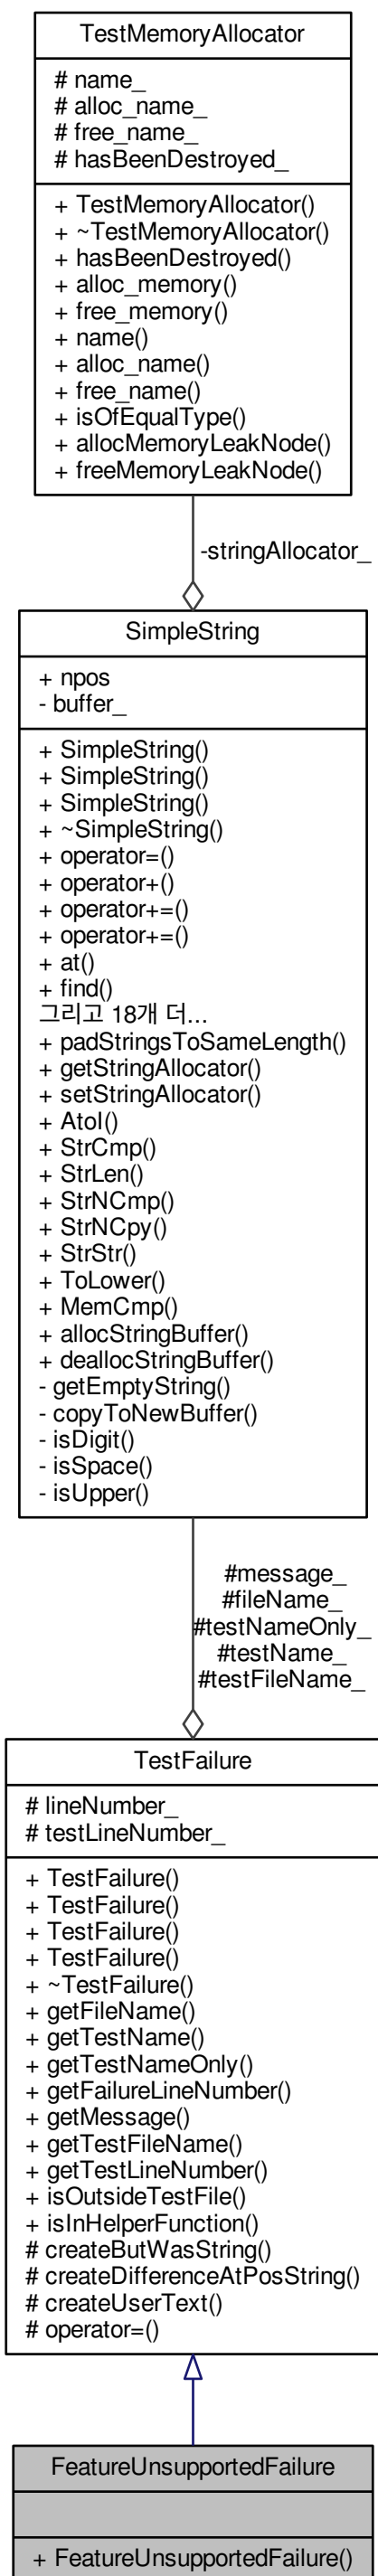 TestMemoryAllocator
# name_
# alloc_name_
# free_name_
# hasBeenDestroyed_
+ TestMemoryAllocator()
+ ~TestMemoryAllocator()
+ hasBeenDestroyed()
+ alloc_memory()
+ free_memory()
+ name()
+ alloc_name()
+ free_name()
+ isOfEqualType()
+ allocMemoryLeakNode()
+ freeMemoryLeakNode()
-stringAllocator_
SimpleString
+ npos
- buffer_
+ SimpleString()
+ SimpleString()
+ SimpleString()
+ ~SimpleString()
+ operator=()
+ operator+()
+ operator+=()
+ operator+=()
+ at()
+ find()
그리고 18개 더...
+ padStringsToSameLength()
+ getStringAllocator()
+ setStringAllocator()
+ AtoI()
+ StrCmp()
+ StrLen()
+ StrNCmp()
+ StrNCpy()
+ StrStr()
+ ToLower()
+ MemCmp()
+ allocStringBuffer()
+ deallocStringBuffer()
- getEmptyString()
- copyToNewBuffer()
- isDigit()
- isSpace()
- isUpper()
#message_
#fileName_
#testNameOnly_
#testName_
#testFileName_
TestFailure
# lineNumber_
# testLineNumber_
+ TestFailure()
+ TestFailure()
+ TestFailure()
+ TestFailure()
+ ~TestFailure()
+ getFileName()
+ getTestName()
+ getTestNameOnly()
+ getFailureLineNumber()
+ getMessage()
+ getTestFileName()
+ getTestLineNumber()
+ isOutsideTestFile()
+ isInHelperFunction()
# createButWasString()
# createDifferenceAtPosString()
# createUserText()
# operator=()
FeatureUnsupportedFailure
+ FeatureUnsupportedFailure()